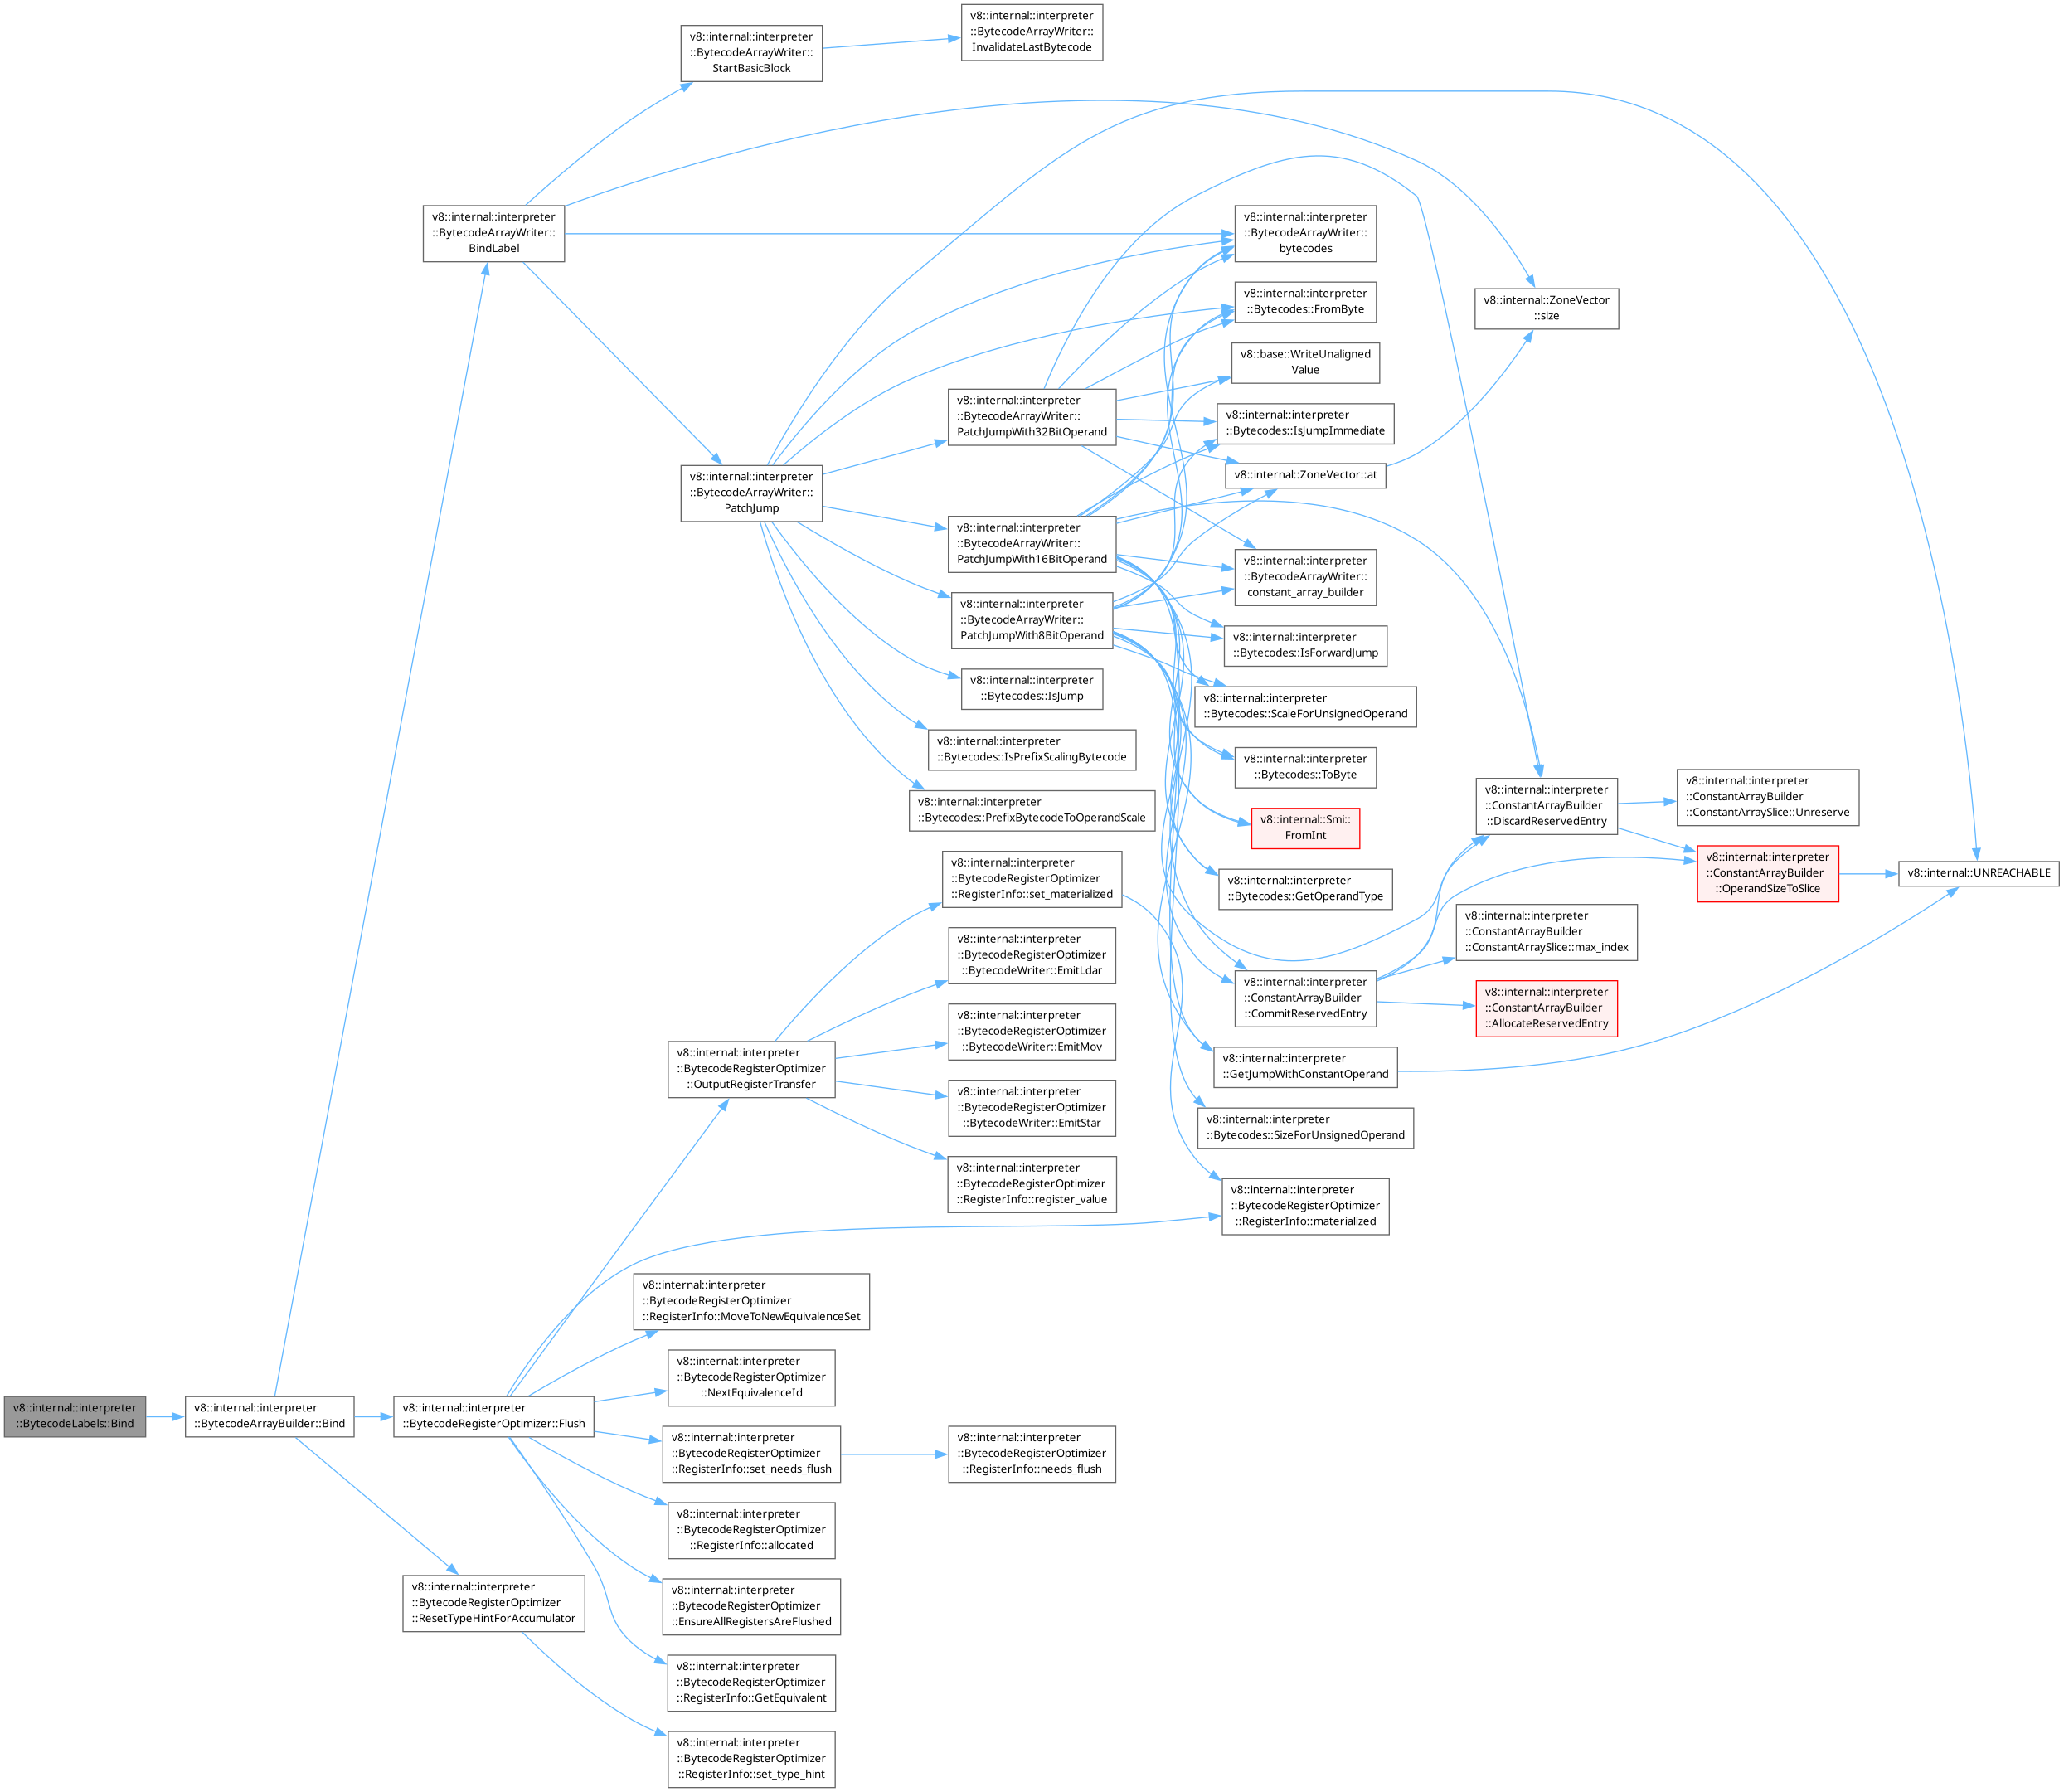 v8::internal::interpreter
::BytecodeArrayWriter::
InvalidateLastBytecode
v8::internal::interpreter
::BytecodeArrayWriter::
StartBasicBlock
v8::internal::interpreter
::BytecodeArrayWriter::
BindLabel
v8::internal::interpreter
::BytecodeArrayWriter::
bytecodes
v8::internal::interpreter
::Bytecodes::FromByte
v8::internal::ZoneVector
::size
v8::base::WriteUnaligned
Value
v8::internal::interpreter
::BytecodeArrayWriter::
PatchJumpWith32BitOperand
v8::internal::interpreter
::Bytecodes::IsJumpImmediate
v8::internal::ZoneVector::at
v8::internal::interpreter
::BytecodeArrayWriter::
PatchJump
v8::internal::interpreter
::BytecodeArrayWriter::
PatchJumpWith16BitOperand
v8::internal::interpreter
::BytecodeArrayWriter::
constant_array_builder
v8::internal::interpreter
::BytecodeArrayWriter::
PatchJumpWith8BitOperand
v8::internal::interpreter
::Bytecodes::IsForwardJump
v8::internal::interpreter
::Bytecodes::IsJump
v8::internal::interpreter
::Bytecodes::ScaleForUnsignedOperand
v8::internal::interpreter
::Bytecodes::IsPrefixScalingBytecode
v8::internal::interpreter
::Bytecodes::ToByte
v8::internal::interpreter
::Bytecodes::PrefixBytecodeToOperandScale
v8::internal::Smi::
FromInt
v8::internal::interpreter
::ConstantArrayBuilder
::DiscardReservedEntry
v8::internal::interpreter
::ConstantArrayBuilder
::ConstantArraySlice::Unreserve
v8::internal::interpreter
::ConstantArrayBuilder
::OperandSizeToSlice
v8::internal::UNREACHABLE
v8::internal::interpreter
::BytecodeRegisterOptimizer
::RegisterInfo::set_materialized
v8::internal::interpreter
::Bytecodes::GetOperandType
v8::internal::interpreter
::ConstantArrayBuilder
::ConstantArraySlice::max_index
v8::internal::interpreter
::BytecodeRegisterOptimizer
::BytecodeWriter::EmitLdar
v8::internal::interpreter
::ConstantArrayBuilder
::CommitReservedEntry
v8::internal::interpreter
::ConstantArrayBuilder
::AllocateReservedEntry
v8::internal::interpreter
::BytecodeRegisterOptimizer
::BytecodeWriter::EmitMov
v8::internal::interpreter
::BytecodeRegisterOptimizer
::OutputRegisterTransfer
v8::internal::interpreter
::GetJumpWithConstantOperand
v8::internal::interpreter
::BytecodeRegisterOptimizer
::BytecodeWriter::EmitStar
v8::internal::interpreter
::Bytecodes::SizeForUnsignedOperand
v8::internal::interpreter
::BytecodeRegisterOptimizer
::RegisterInfo::register_value
v8::internal::interpreter
::BytecodeRegisterOptimizer
::RegisterInfo::materialized
v8::internal::interpreter
::BytecodeRegisterOptimizer
::RegisterInfo::MoveToNewEquivalenceSet
v8::internal::interpreter
::BytecodeRegisterOptimizer
::NextEquivalenceId
v8::internal::interpreter
::BytecodeLabels::Bind
v8::internal::interpreter
::BytecodeArrayBuilder::Bind
v8::internal::interpreter
::BytecodeRegisterOptimizer::Flush
v8::internal::interpreter
::BytecodeRegisterOptimizer
::RegisterInfo::set_needs_flush
v8::internal::interpreter
::BytecodeRegisterOptimizer
::RegisterInfo::needs_flush
v8::internal::interpreter
::BytecodeRegisterOptimizer
::RegisterInfo::allocated
v8::internal::interpreter
::BytecodeRegisterOptimizer
::ResetTypeHintForAccumulator
v8::internal::interpreter
::BytecodeRegisterOptimizer
::EnsureAllRegistersAreFlushed
v8::internal::interpreter
::BytecodeRegisterOptimizer
::RegisterInfo::GetEquivalent
v8::internal::interpreter
::BytecodeRegisterOptimizer
::RegisterInfo::set_type_hint